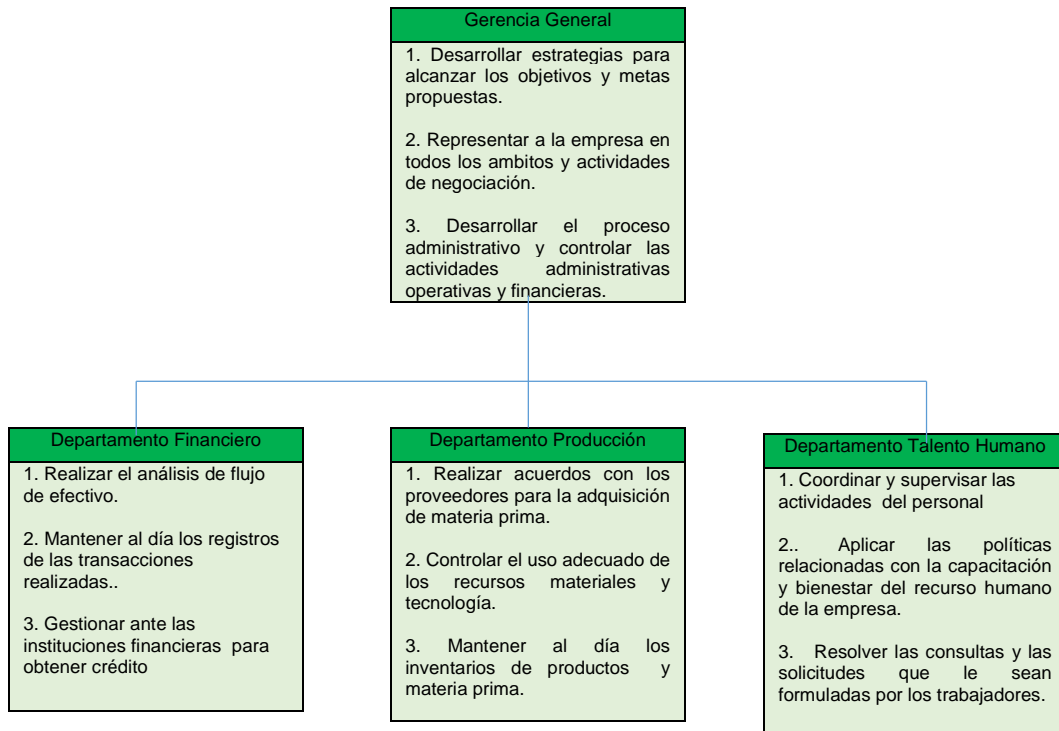 Gerencia General
1. Desarrollar estrategias para
alcanzar los objetivos y metas
propuestas.
2. Representar a la empresa en
todos los ambitos y actividades
de negociación.
3. Desarrollar el proceso
administrativo y controlar las
actividades administrativas
operativas y financieras.
Departamento Financiero
1. Realizar el análisis de flujo
de efectivo.
2. Mantener al día los registros
de las transacciones
realizadas..
3. Gestionar ante las
instituciones financieras para
obtener crédito
Departamento Producción
1. Realizar acuerdos con los
proveedores para la adquisición
de materia prima.
2. Controlar el uso adecuado de
los recursos materiales y
tecnología.
3. Mantener al día los
inventarios de productos y
materia prima.
Departamento Talento Humano
1. Coordinar y supervisar las
actividades del personal
2.. Aplicar las políticas
relacionadas con la capacitación
y bienestar del recurso humano
de la empresa.
3. Resolver las consultas y las
solicitudes que le sean
formuladas por los trabajadores.